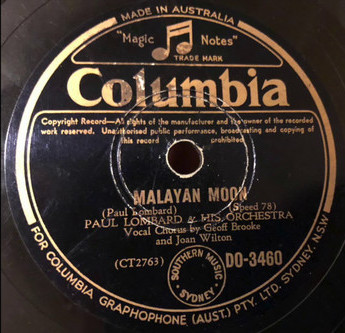 MADE IN AUSTRALIA
"Magic Notes"
TRADE MARK
Columbia
Copyright Record—All rights of the manufacturer and the owner of the recorded
work reserved. Unauthorised public performance, broadcasting and copying of
this record prohibited
MALAYAN MOON
(Paul Lombard) (Speed 78)
PAUL LOMBARD & HIS ORCHESTRA
Vocal Chorus by Geoff Brooke
and Joan Wilton
(CT2763) SOUTHERN MUSIC · SYDNEY · DO-3460
FOR COLUMBIA GRAPHOPHONE (AUST.) PTY. LTD. SYDNEY, NSW